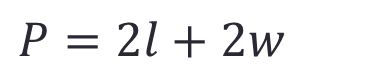 P = 2l + 2w